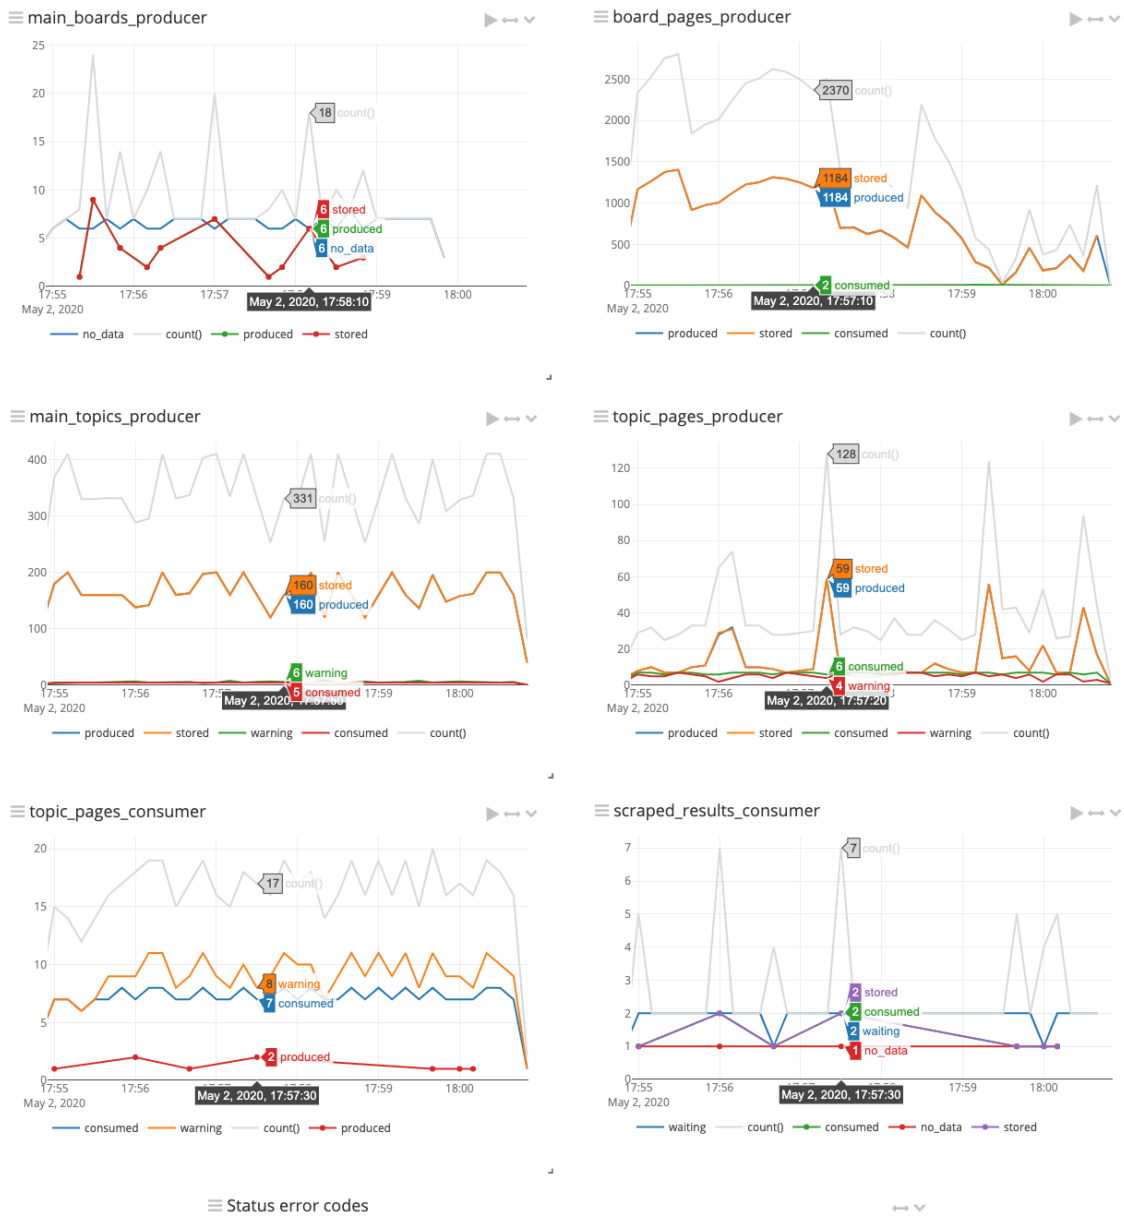 main_boards_producer
25
20
15
10
5
0
18 count()
6 stored
6 produced
6 no_data
17:55 17:56 17:57 17:59 18:00
May 2, 2020, 17:58:10
May 2, 2020
no_data count() produced stored
board_pages_producer
2500
2000
1500
1000
500
0
2370 count()
1184 stored
1184 produced
2 consumed
17:55 17:56 17:59 18:00
May 2, 2020, 17:57:10
May 2, 2020
produced stored consumed count()
main_topics_producer
400
300
200
100
0
331 count()
160 stored
160 produced
6 warning
5 consumed
17:55 17:56 17:59 18:00
May 2, 2020
produced stored warning consumed count()
topic_pages_producer
120
100
80
60
40
20
0
128 count()
59 stored
59 produced
6 consumed
4 warning
17:55 17:56 17:59 18:00
May 2, 2020, 17:57:20
May 2, 2020
produced stored consumed warning count()
topic_pages_consumer
20
15
10
5
0
17 count()
8 warning
7 consumed
2 produced
17:55 17:56 17:59 18:00
May 2, 2020, 17:57:30
May 2, 2020
consumed warning count() produced
scraped_results_consumer
7
6
5
4
3
2
1
0
7 count()
2 stored
2 consumed
2 waiting
1 no_data
17:55 17:56 17:59 18:00
May 2, 2020, 17:57:30
May 2, 2020
waiting count() consumed no_data stored
Status error codes